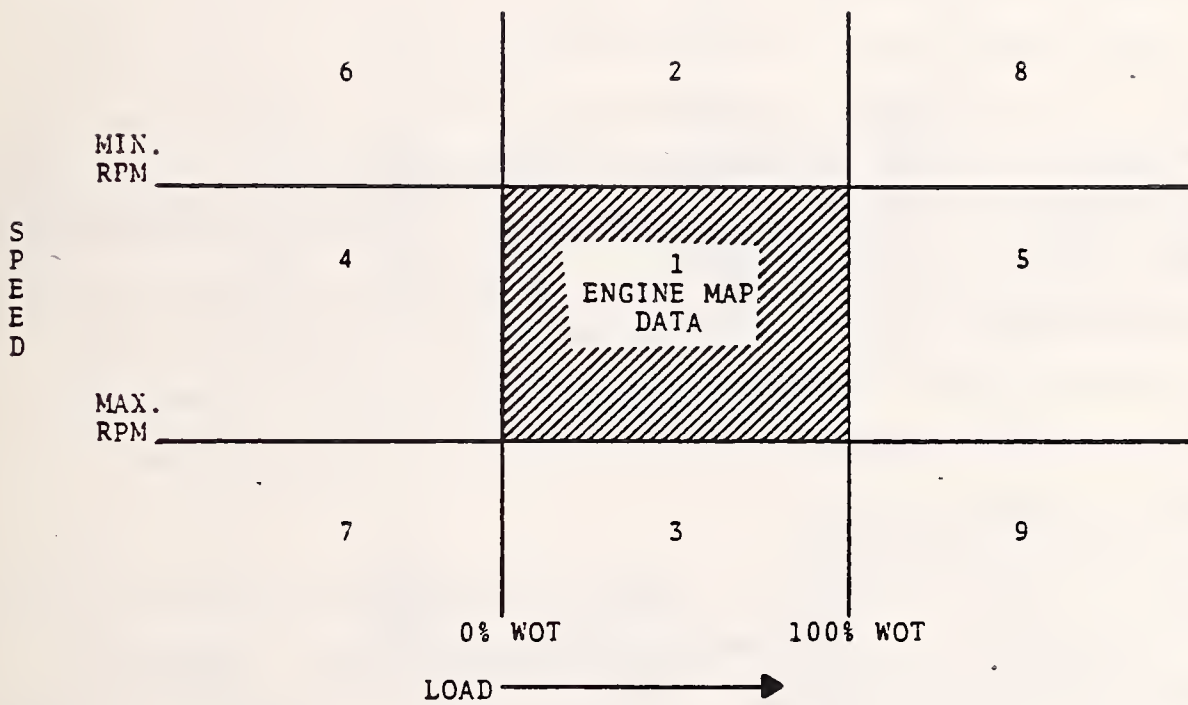 6 2 8
MIN.
RPM
S
P
E
E
D
4 1 5
ENGINE MAP
DATA
MAX.
RPM
7 3 9
0% WOT 100% WOT
LOAD